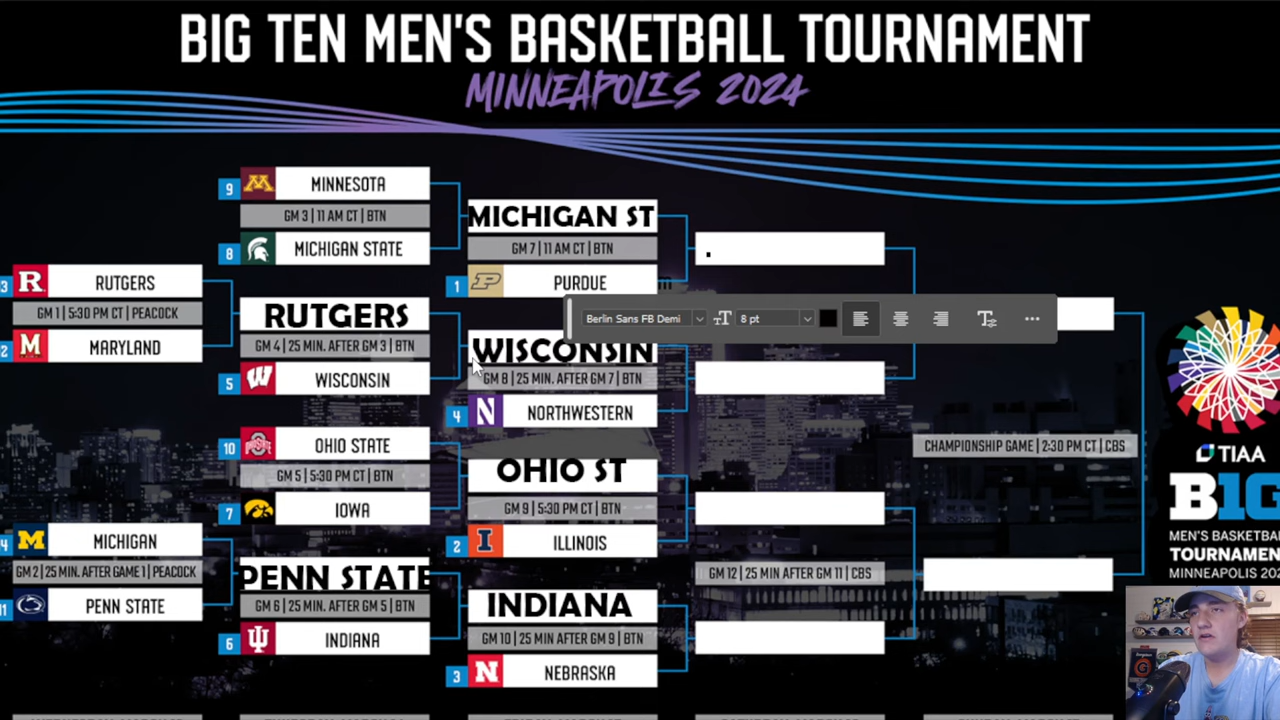 BIG TEN MEN'S BASKETBALL TOURNAMENT
MINNEAPOLIS 2024
9 MINNESOTA
GM 3 | 11 AM CT | BTN
8 MICHIGAN STATE
MICHIGAN ST
GM 7 | 11 AM CT | BTN
1 PURDUE
.
3 R RUTGERS
GM 1 | 5:30 PM CT | PEACOCK
2 M MARYLAND
RUTGERS
GM 4 | 25 MIN. AFTER GM 3 | BTN
5 W WISCONSIN
Berlin Sans FB Demi
8 pt
WISCONSIN
GM 8 | 25 MIN. AFTER GM 7 | BTN
4 N NORTHWESTERN
10 OHIO STATE
GM 5 | 5:30 PM CT | BTN
7 IOWA
OHIO ST
GM 9 | 5:30 PM CT | BTN
2 I ILLINOIS
4 M MICHIGAN
GM 2 | 25 MIN. AFTER GAME 1 | PEACOCK
1 PENN STATE
PENN STATE
GM 6 | 25 MIN. AFTER GM 5 | BTN
6 INDIANA
INDIANA
GM 10 | 25 MIN AFTER GM 9 | BTN
3 N NEBRASKA
GM 12 | 25 MIN AFTER GM 11 | CBS
CHAMPIONSHIP GAME | 2:30 PM CT | CBS
TIAA
B1G
MEN'S BASKETBA
TOURNAMEN
MINNEAPOLIS 202